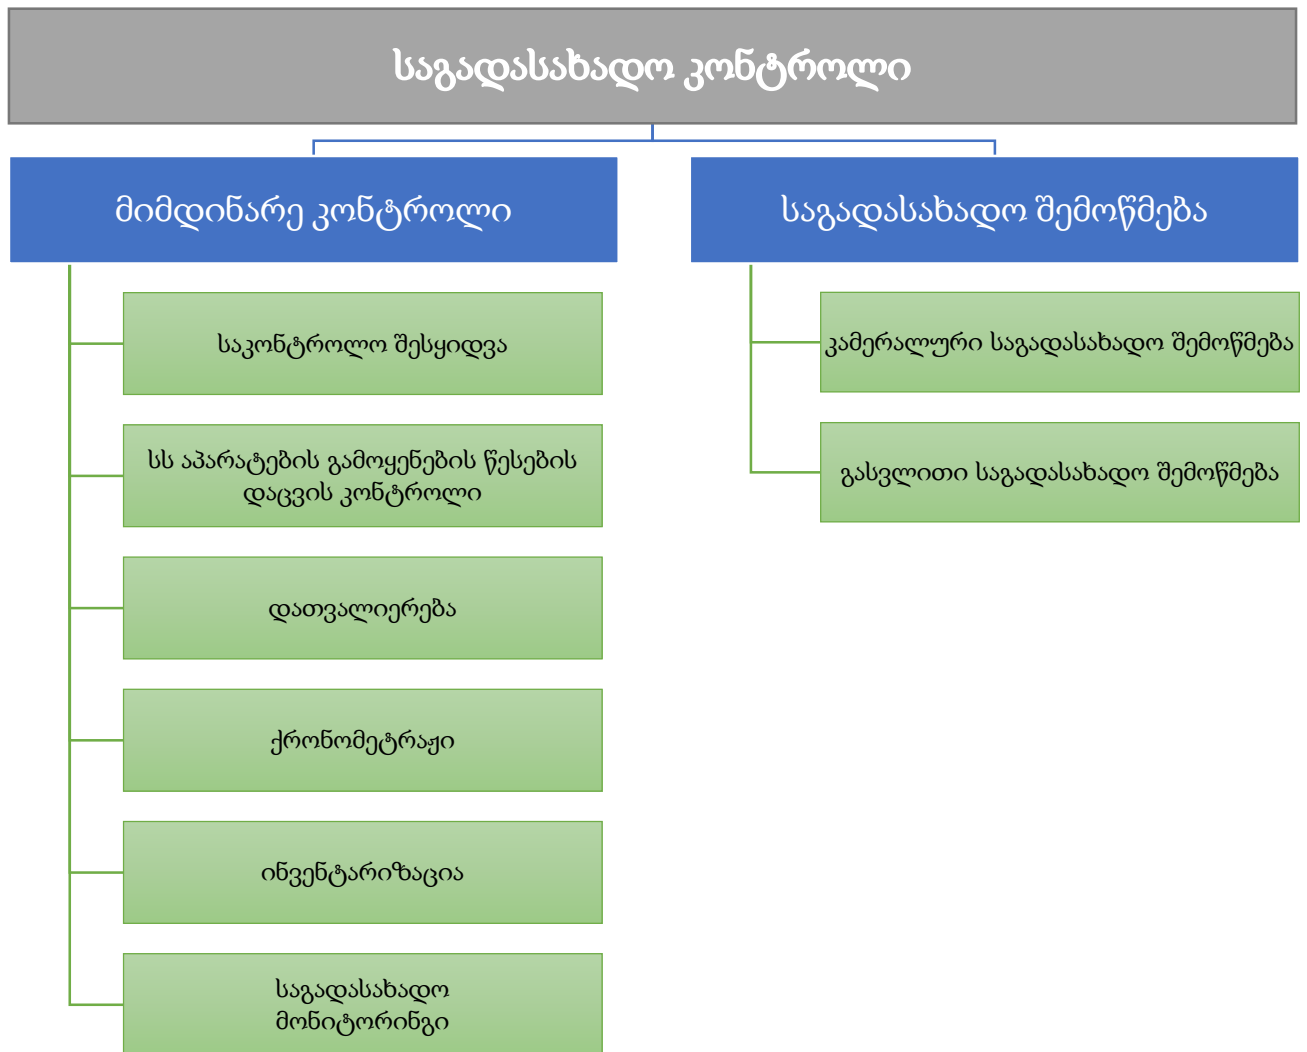 საგადასახადო კონტროლი
მიმდინარე კონტროლი
საკონტროლო შესყიდვა
სს აპარატების გამოყენების წესების
დაცვის კონტროლი
დათვალიერება
ქრონომეტრაჟი
ინვენტარიზაცია
საგადასახადო
მონიტორინგი
საგადასახადო შემოწმება
კამერალური საგადასახადო შემოწმება
გასვლითი საგადასახადო შემოწმება